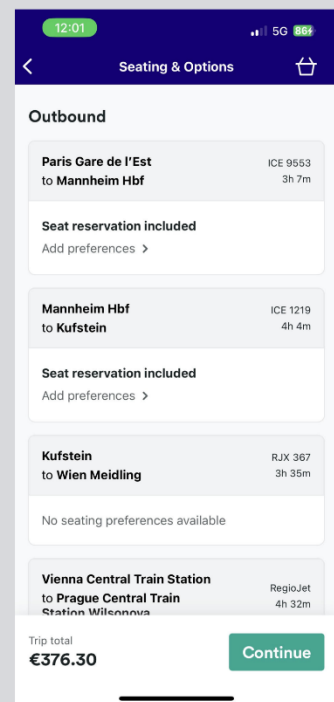 12:01
5G 86
Seating & Options
Outbound
Paris Gare de l'Est
ICE 9553
to Mannheim Hbf
3h 7m
Seat reservation included
Add preferences >
Mannheim Hbf
ICE 1219
to Kufstein
4h 4m
Seat reservation included
Add preferences >
Kufstein
RJX 367
to Wien Meidling
3h 35m
No seating preferences available
Vienna Central Train Station
RegioJet
to Prague Central Train
4h 32m
Station Wilsonova
Trip total
€376.30
Continue